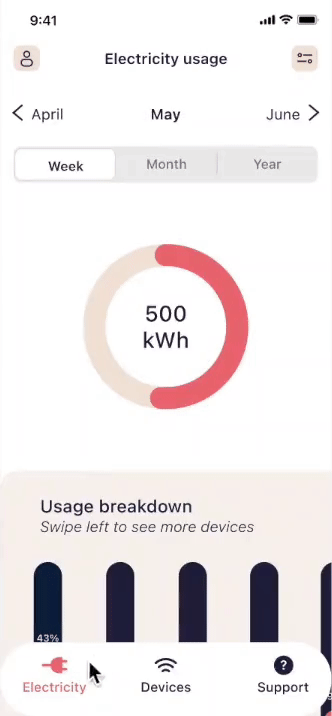 9:41
Electricity usage
April May June
Week Month Year
500
kWh
Usage breakdown
Swipe left to see more devices
43%
?
Electricity Devices Support